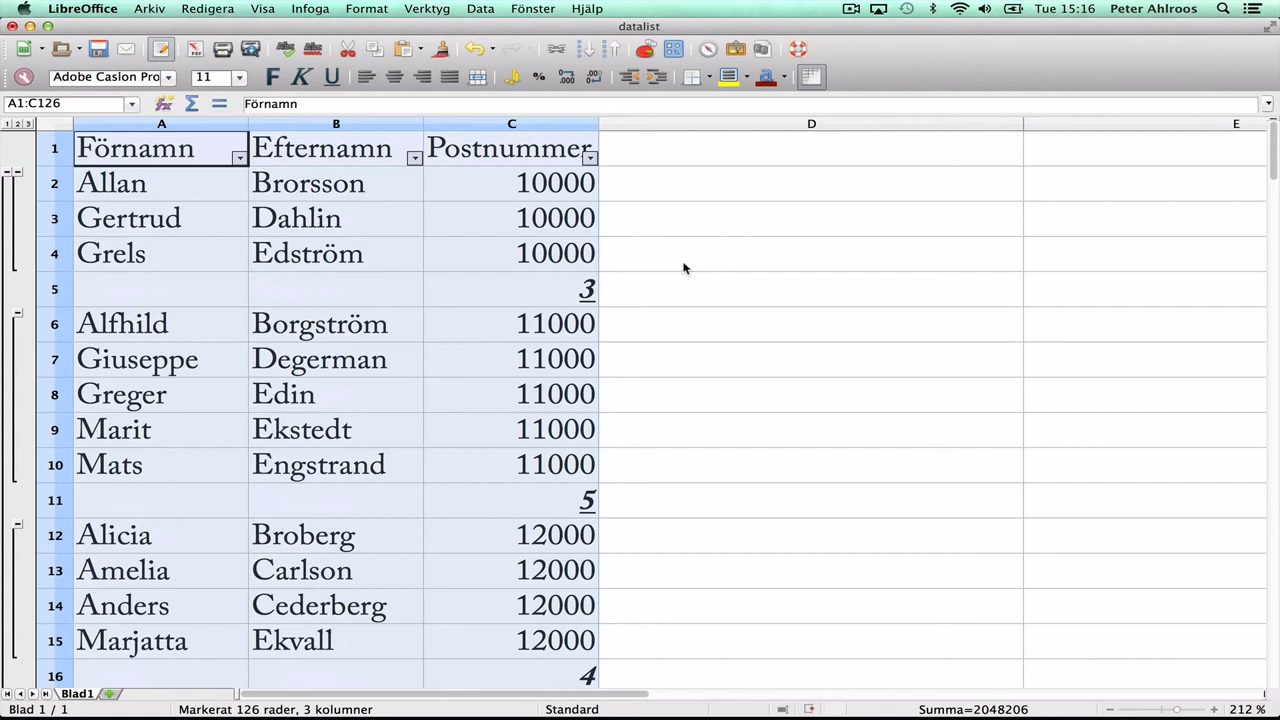 LibreOffice Arkiv Redigera Visa Infoga Format Verktyg Data Fönster Hjälp Tue 15:16 Peter Ahlroos
datalist
Adobe Caslon Pro 11
A1:C126 Förnamn
1 2 3 A B C D E
1 Förnamn Efternamn Postnummer
2 Allan Brorsson 10000
3 Gertrud Dahlin 10000
4 Grels Edström 10000
5 3
6 Alfhild Borgström 11000
7 Giuseppe Degerman 11000
8 Greger Edin 11000
9 Marit Ekstedt 11000
10 Mats Engstrand 11000
11 5
12 Alicia Broberg 12000
13 Amelia Carlson 12000
14 Anders Cederberg 12000
15 Marjatta Ekvall 12000
16 4
Blad1
Blad 1 / 1 Markerat 126 rader, 3 kolumner Standard Summa=2048206 212 %